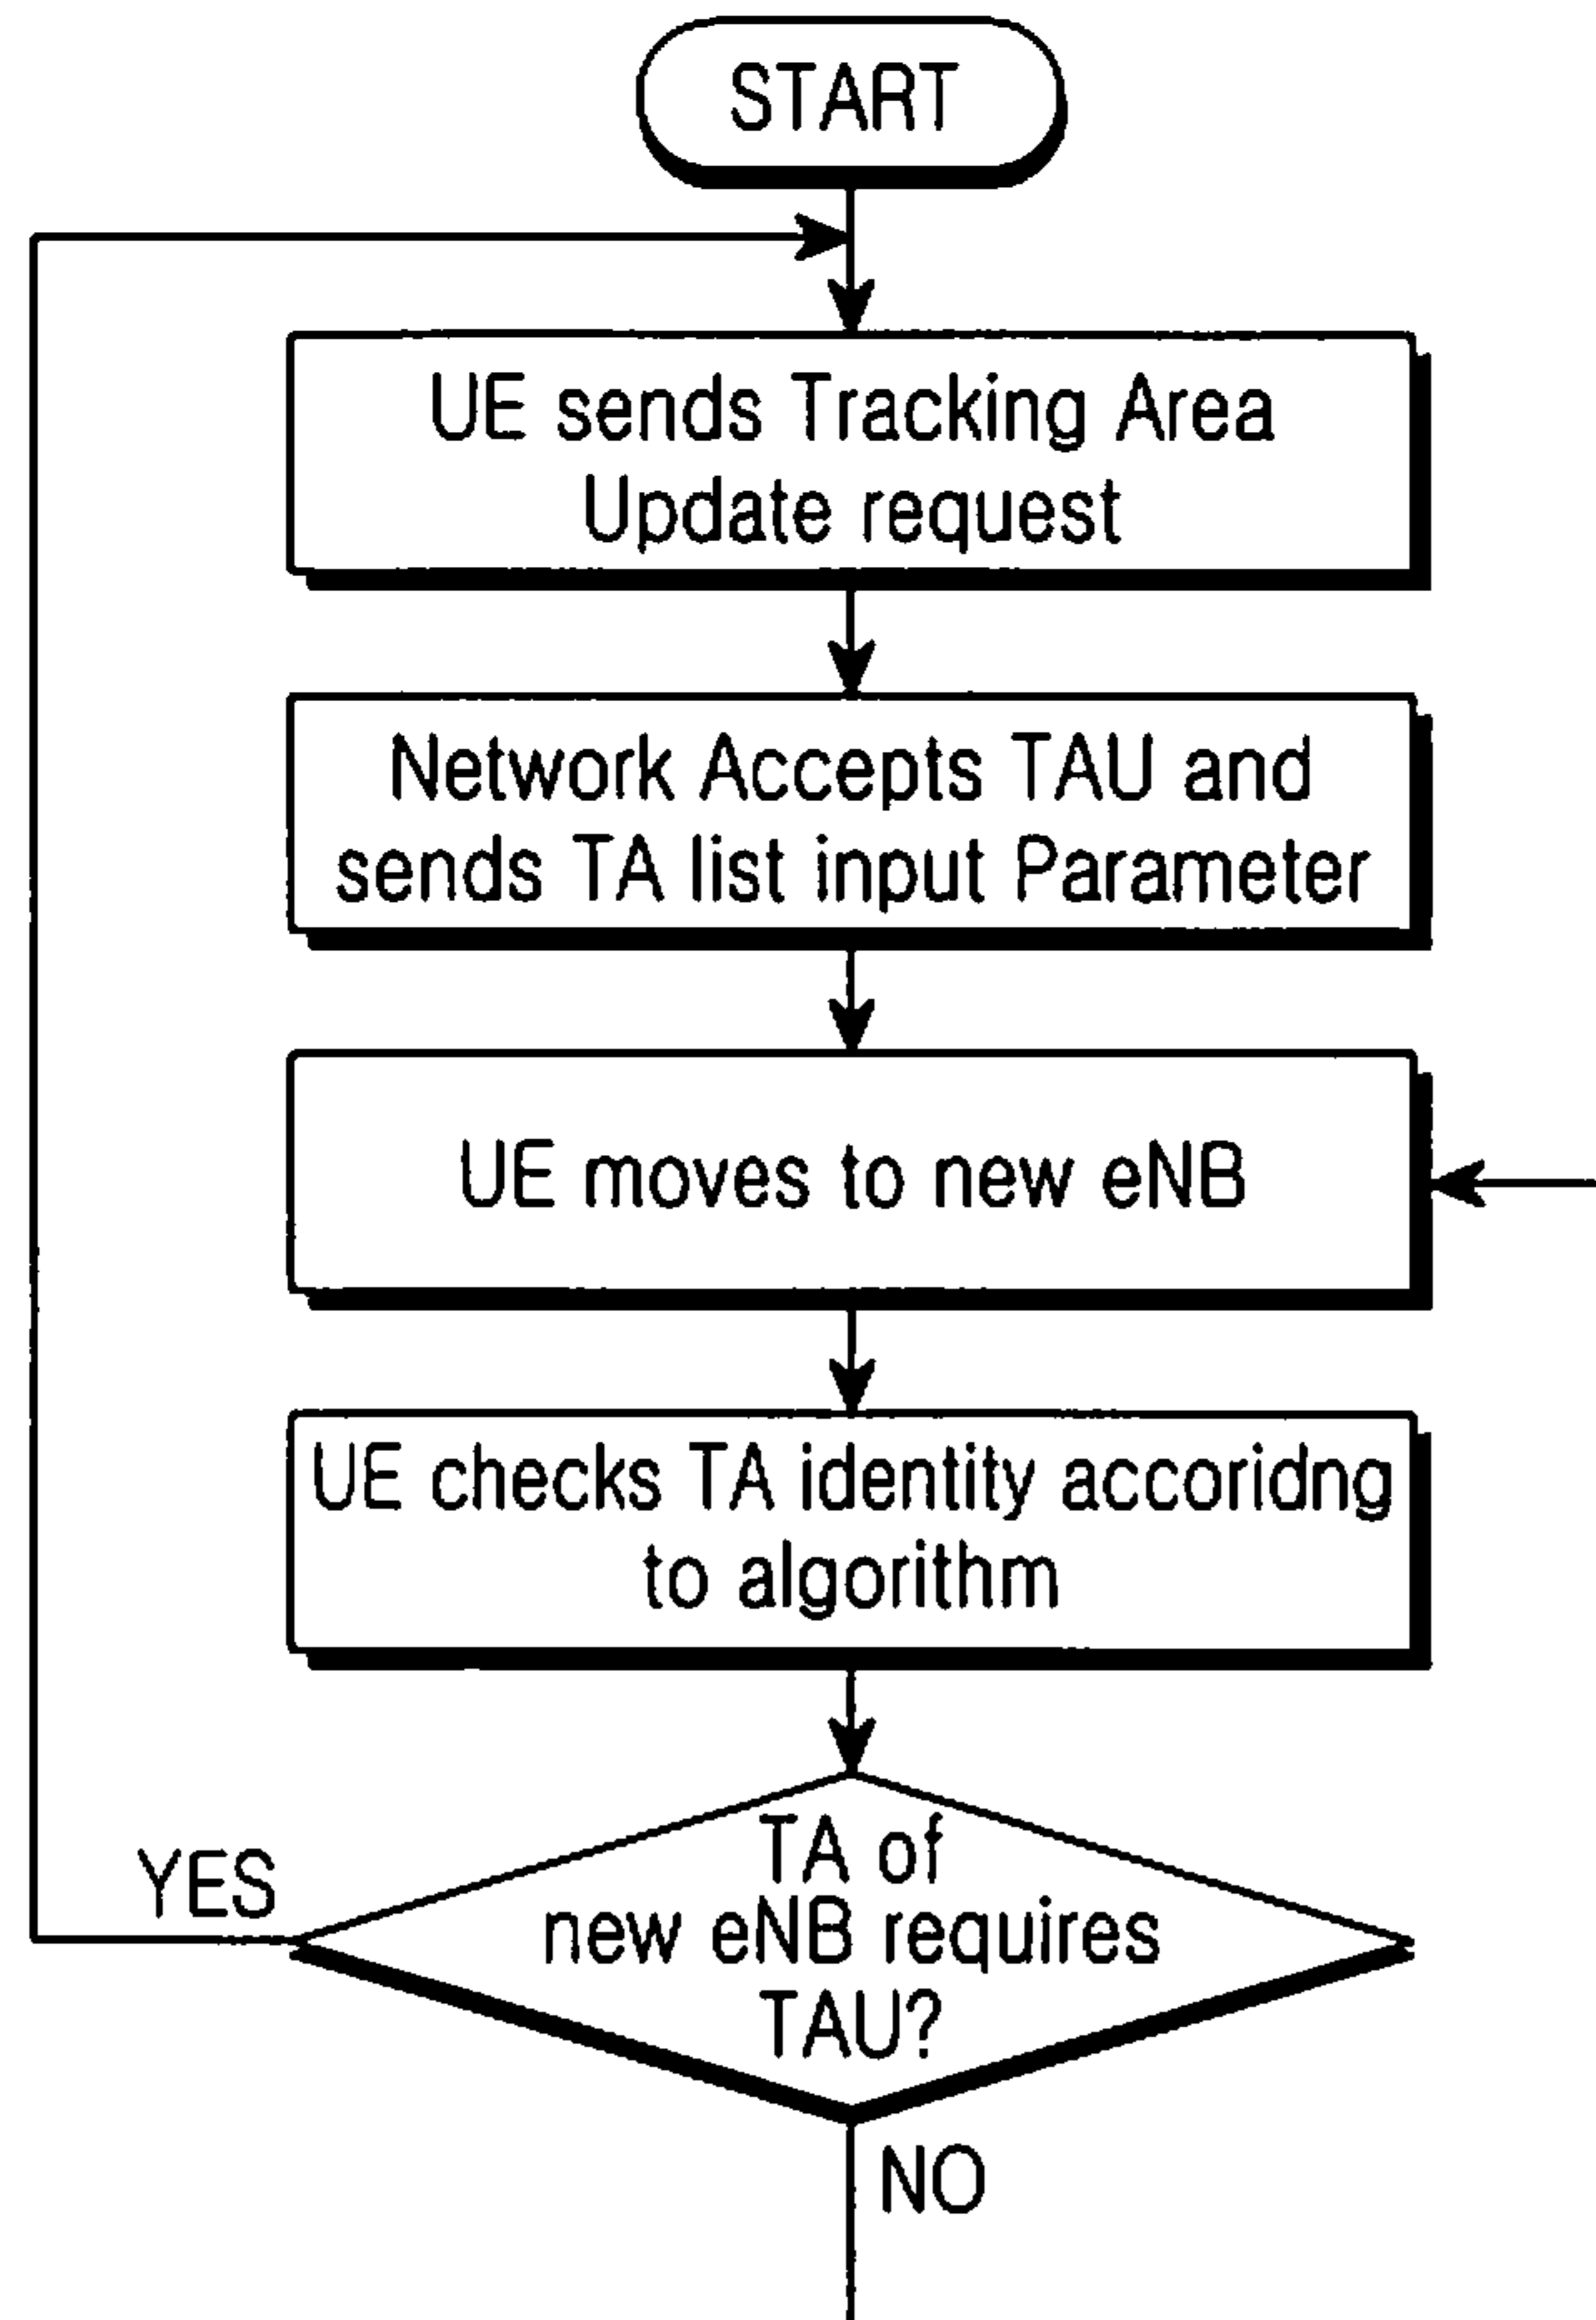 START
UE sends Tracking Area
Update request
Network Accepts TAU and
sends TA list input Parameter
UE moves to new eNB
UE checks TA identity accoridng
to algorithm
TA of
new eNB requires
TAU?
YES
NO